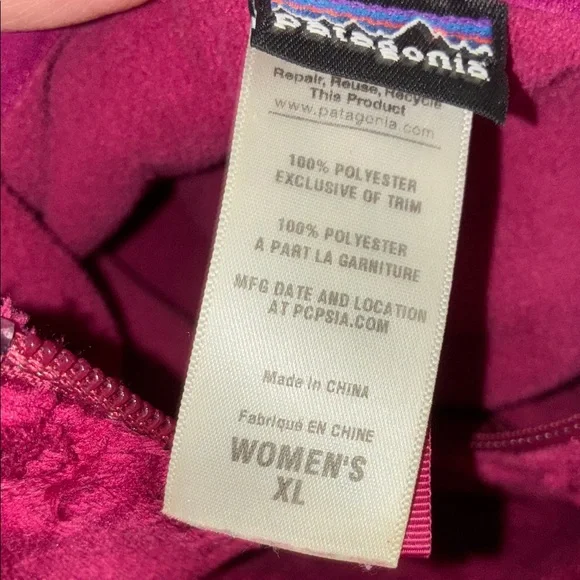 patagonia
Repair, Reuse, Recycle
This Product
www.patagonia.com
100% POLYESTER
EXCLUSIVE OF TRIM
100% POLYESTER
A PART LA GARNITURE
MFG DATE AND LOCATION
AT PCPSIA.COM
Made in CHINA
Fabriqué EN CHINE
WOMEN'S
XL